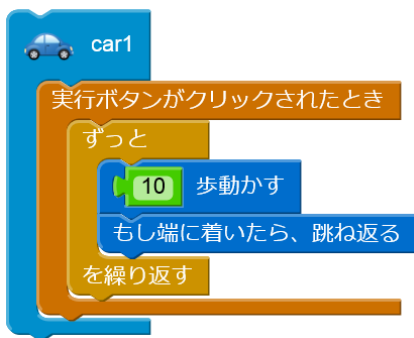 car1
実行ボタンがクリックされたとき
ずっと
10 歩動かす
もし端に着いたら、跳ね返る
を繰り返す